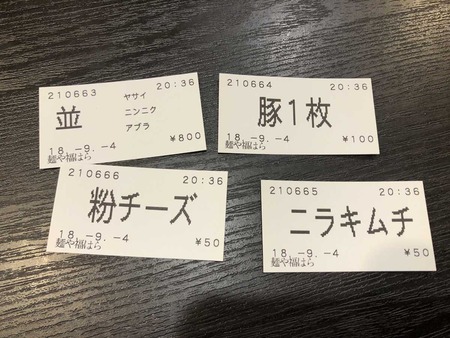 210663 20:36
並
ヤサイ
ニンニク
アブラ
¥800
18.-9.-4
麺や福はら
210664 20:36
豚1枚
¥100
18.-9.-4
麺や福はら
210666 20:36
粉チーズ
¥50
18.-9.-4
麺や福はら
210665 20:36
ニラキムチ
¥50
18.-9.-4
麺や福はら